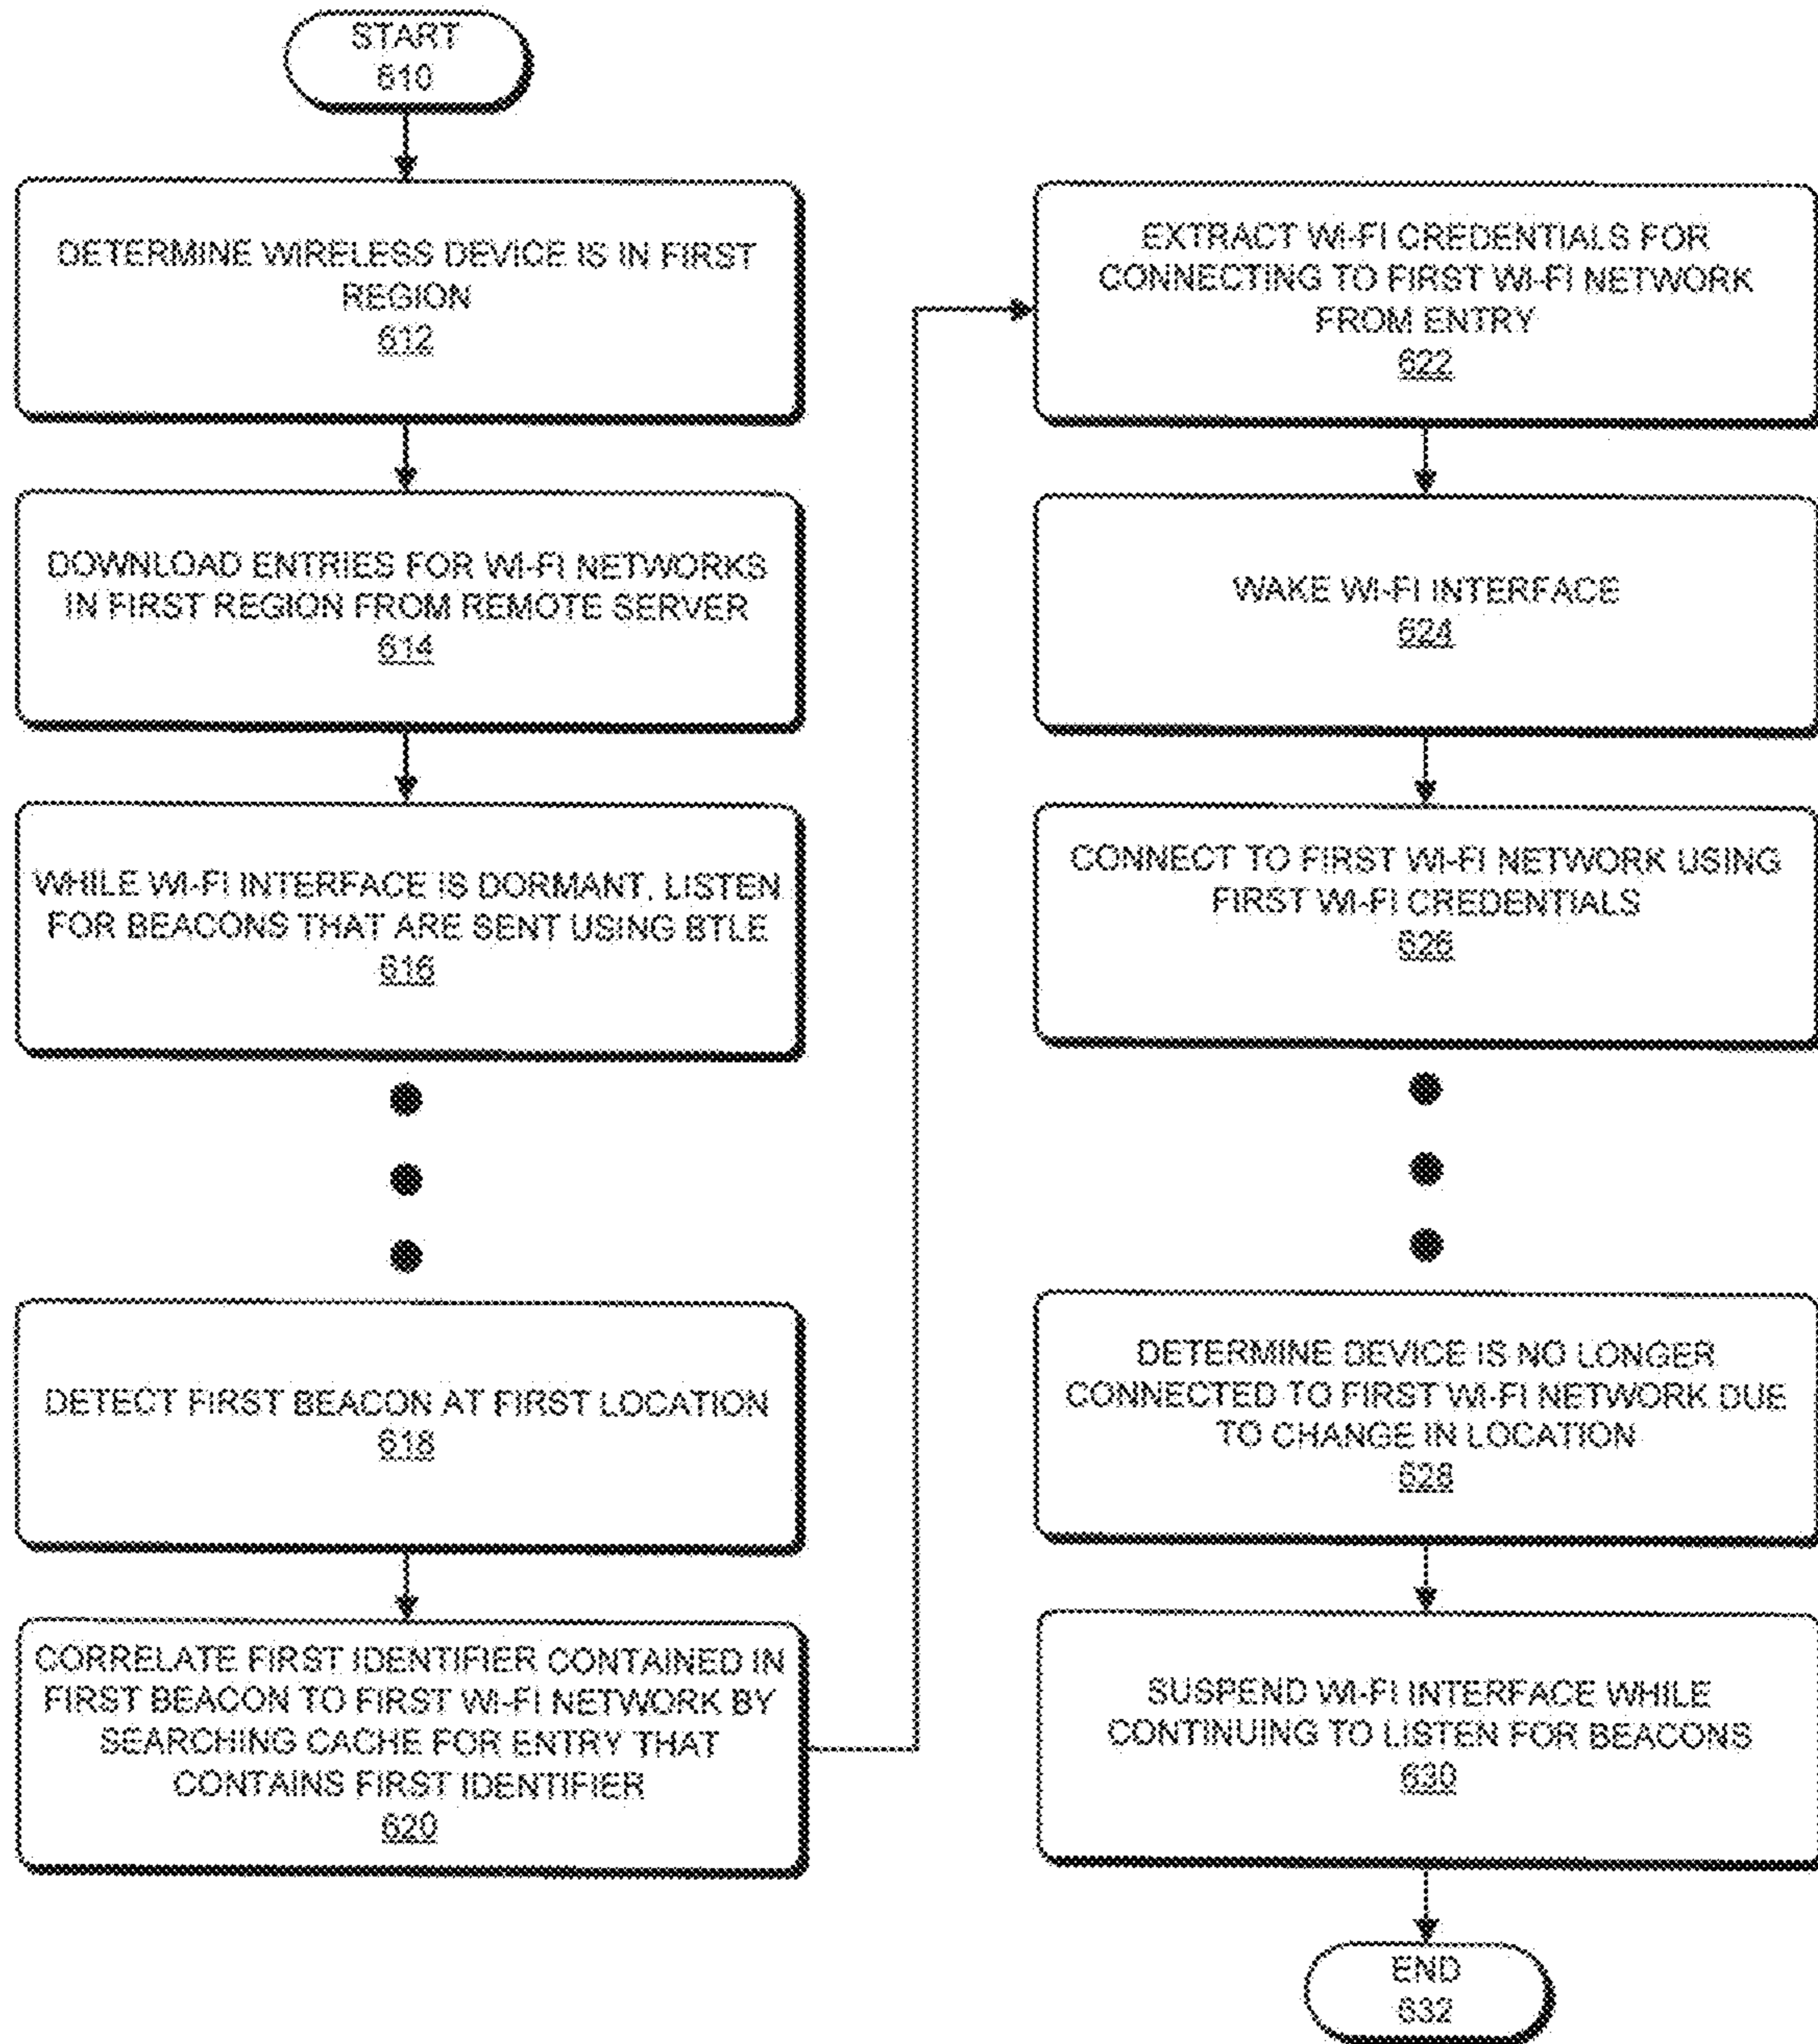 START
610
DETERMINE WIRELESS DEVICE IS IN FIRST
REGION
612
DOWNLOAD ENTRIES FOR WI-FI NETWORKS
IN FIRST REGION FROM REMOTE SERVER
614
WHILE WI-FI INTERFACE IS DORMANT, LISTEN
FOR BEACONS THAT ARE SENT USING BTLE
616
DETECT FIRST BEACON AT FIRST LOCATION
618
CORRELATE FIRST IDENTIFIER CONTAINED IN
FIRST BEACON TO FIRST WI-FI NETWORK BY
SEARCHING CACHE FOR ENTRY THAT
CONTAINS FIRST IDENTIFIER
620
EXTRACT WI-FI CREDENTIALS FOR
CONNECTING TO FIRST WI-FI NETWORK
FROM ENTRY
622
WAKE WI-FI INTERFACE
624
CONNECT TO FIRST WI-FI NETWORK USING
FIRST WI-FI CREDENTIALS
626
DETERMINE DEVICE IS NO LONGER
CONNECTED TO FIRST WI-FI NETWORK DUE
TO CHANGE IN LOCATION
628
SUSPEND WI-FI INTERFACE WHILE
CONTINUING TO LISTEN FOR BEACONS
630
END
632